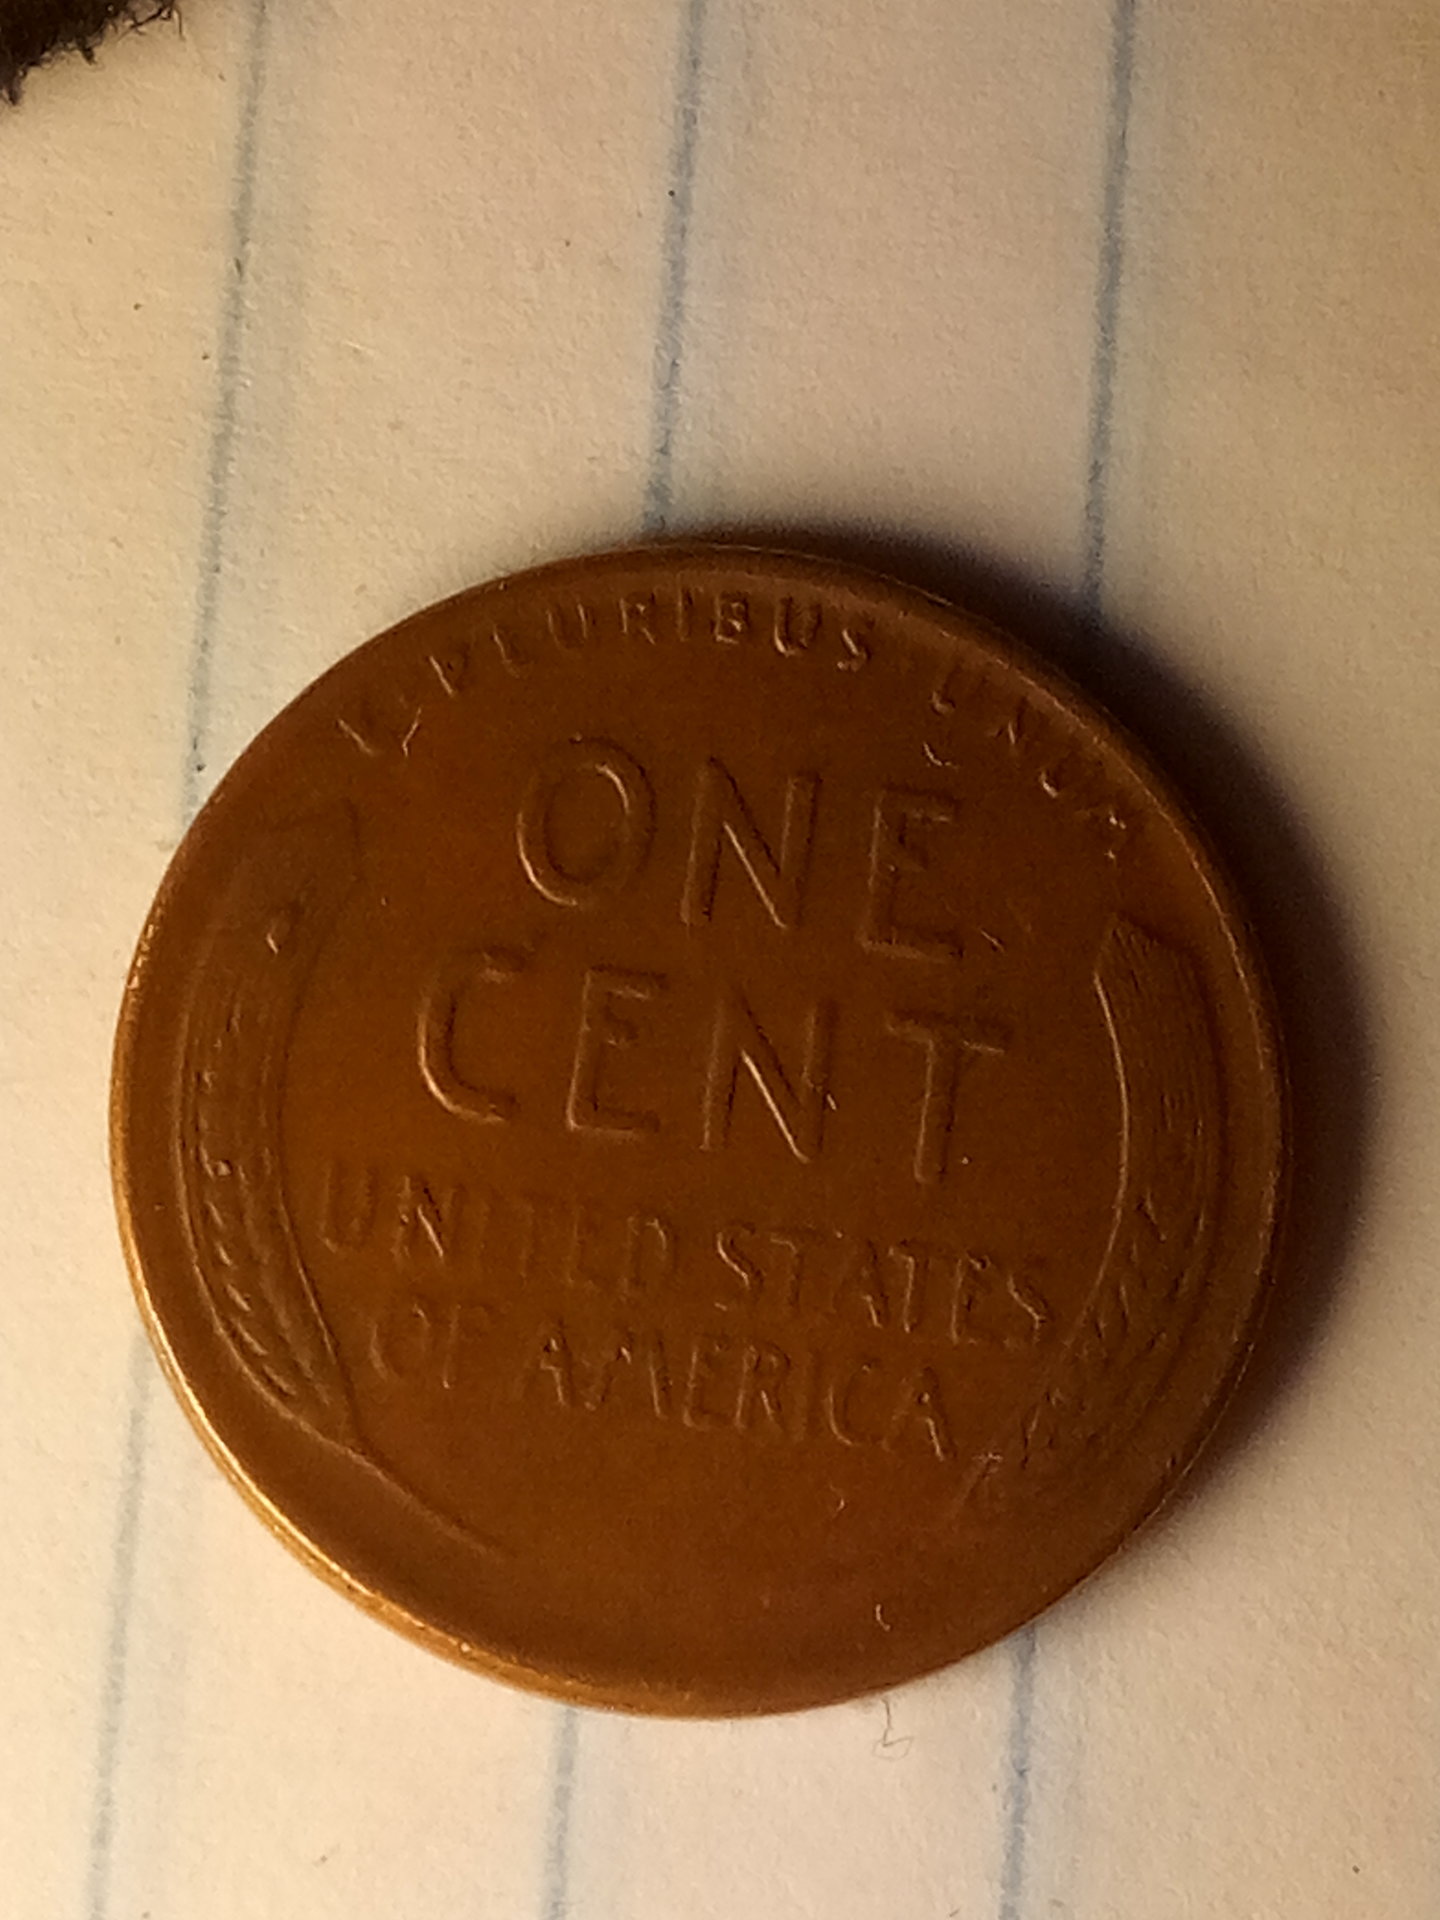 E · PLURIBUS · UNUM
ONE
CENT
UNITED STATES
OF AMERICA